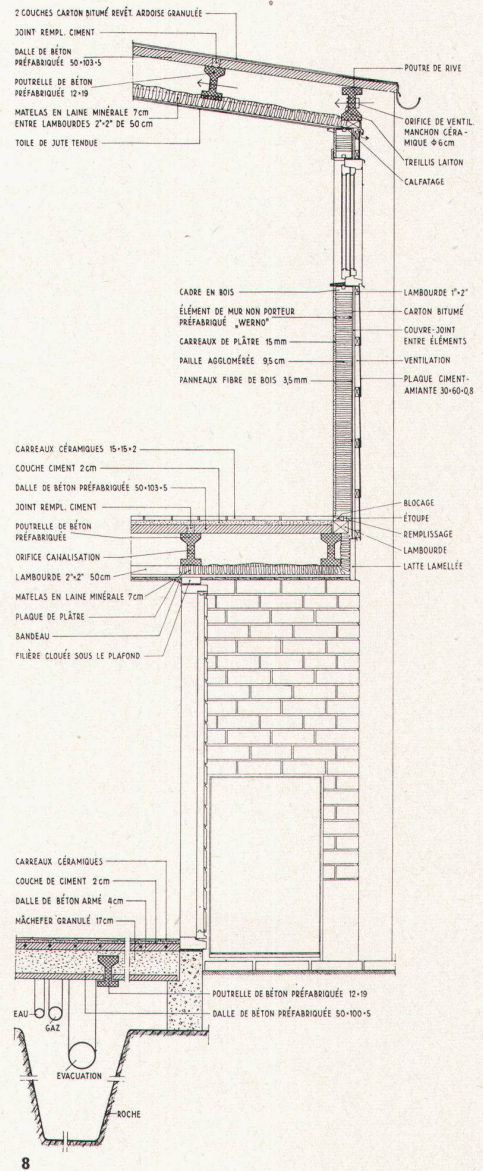 2 COUCHES CARTON BITUMÉ REVÊT. ARDOISE GRANULÉE
JOINT REMPL. CIMENT
DALLE DE BÉTON
PRÉFABRIQUÉE 50×103×5
POUTRELLE DE BÉTON
PRÉFABRIQUÉE 12×19
MATELAS EN LAINE MINÉRALE 7cm
ENTRE LAMBOURDES 2"×2" DE 50 cm
TOILE DE JUTE TENDUE
POUTRE DE RIVE
ORIFICE DE VENTIL.
MANCHON CÉRA-
MIQUE Φ 6 cm
TREILLIS LAITON
CALFATAGE
CADRE EN BOIS
ÉLÉMENT DE MUR NON PORTEUR
PRÉFABRIQUÉ „WERNO"
CARREAUX DE PLÂTRE 15 mm
PAILLE AGGLOMÉRÉE 9,5 cm
PANNEAUX FIBRE DE BOIS 3,5 mm
LAMBOURDE 1"×2"
CARTON BITUMÉ
COUVRE-JOINT
ENTRE ÉLÉMENTS
VENTILATION
PLAQUE CIMENT-
AMIANTE 30×60×0,8
CARREAUX CÉRAMIQUES 15×15×2
COUCHE CIMENT 2 cm
DALLE DE BÉTON PRÉFABRIQUÉE 50×103×5
JOINT REMPL. CIMENT
POUTRELLE DE BÉTON
PRÉFABRIQUÉE
ORIFICE CANALISATION
LAMBOURDE 2"×2" 50cm
MATELAS EN LAINE MINÉRALE 7cm
PLAQUE DE PLÂTRE
BANDEAU
FILIÈRE CLOUÉE SOUS LE PLAFOND
BLOCAGE
ÉTOUPE
REMPLISSAGE
LAMBOURDE
LATTE LAMELLÉE
CARREAUX CÉRAMIQUES
COUCHE DE CIMENT 2 cm
DALLE DE BÉTON ARMÉ 4cm
MÂCHEFER GRANULÉ 17cm
POUTRELLE DE BÉTON PRÉFABRIQUÉE 12×19
DALLE DE BÉTON PRÉFABRIQUÉE 50×100×5
EAU
GAZ
EVACUATION
ROCHE
8